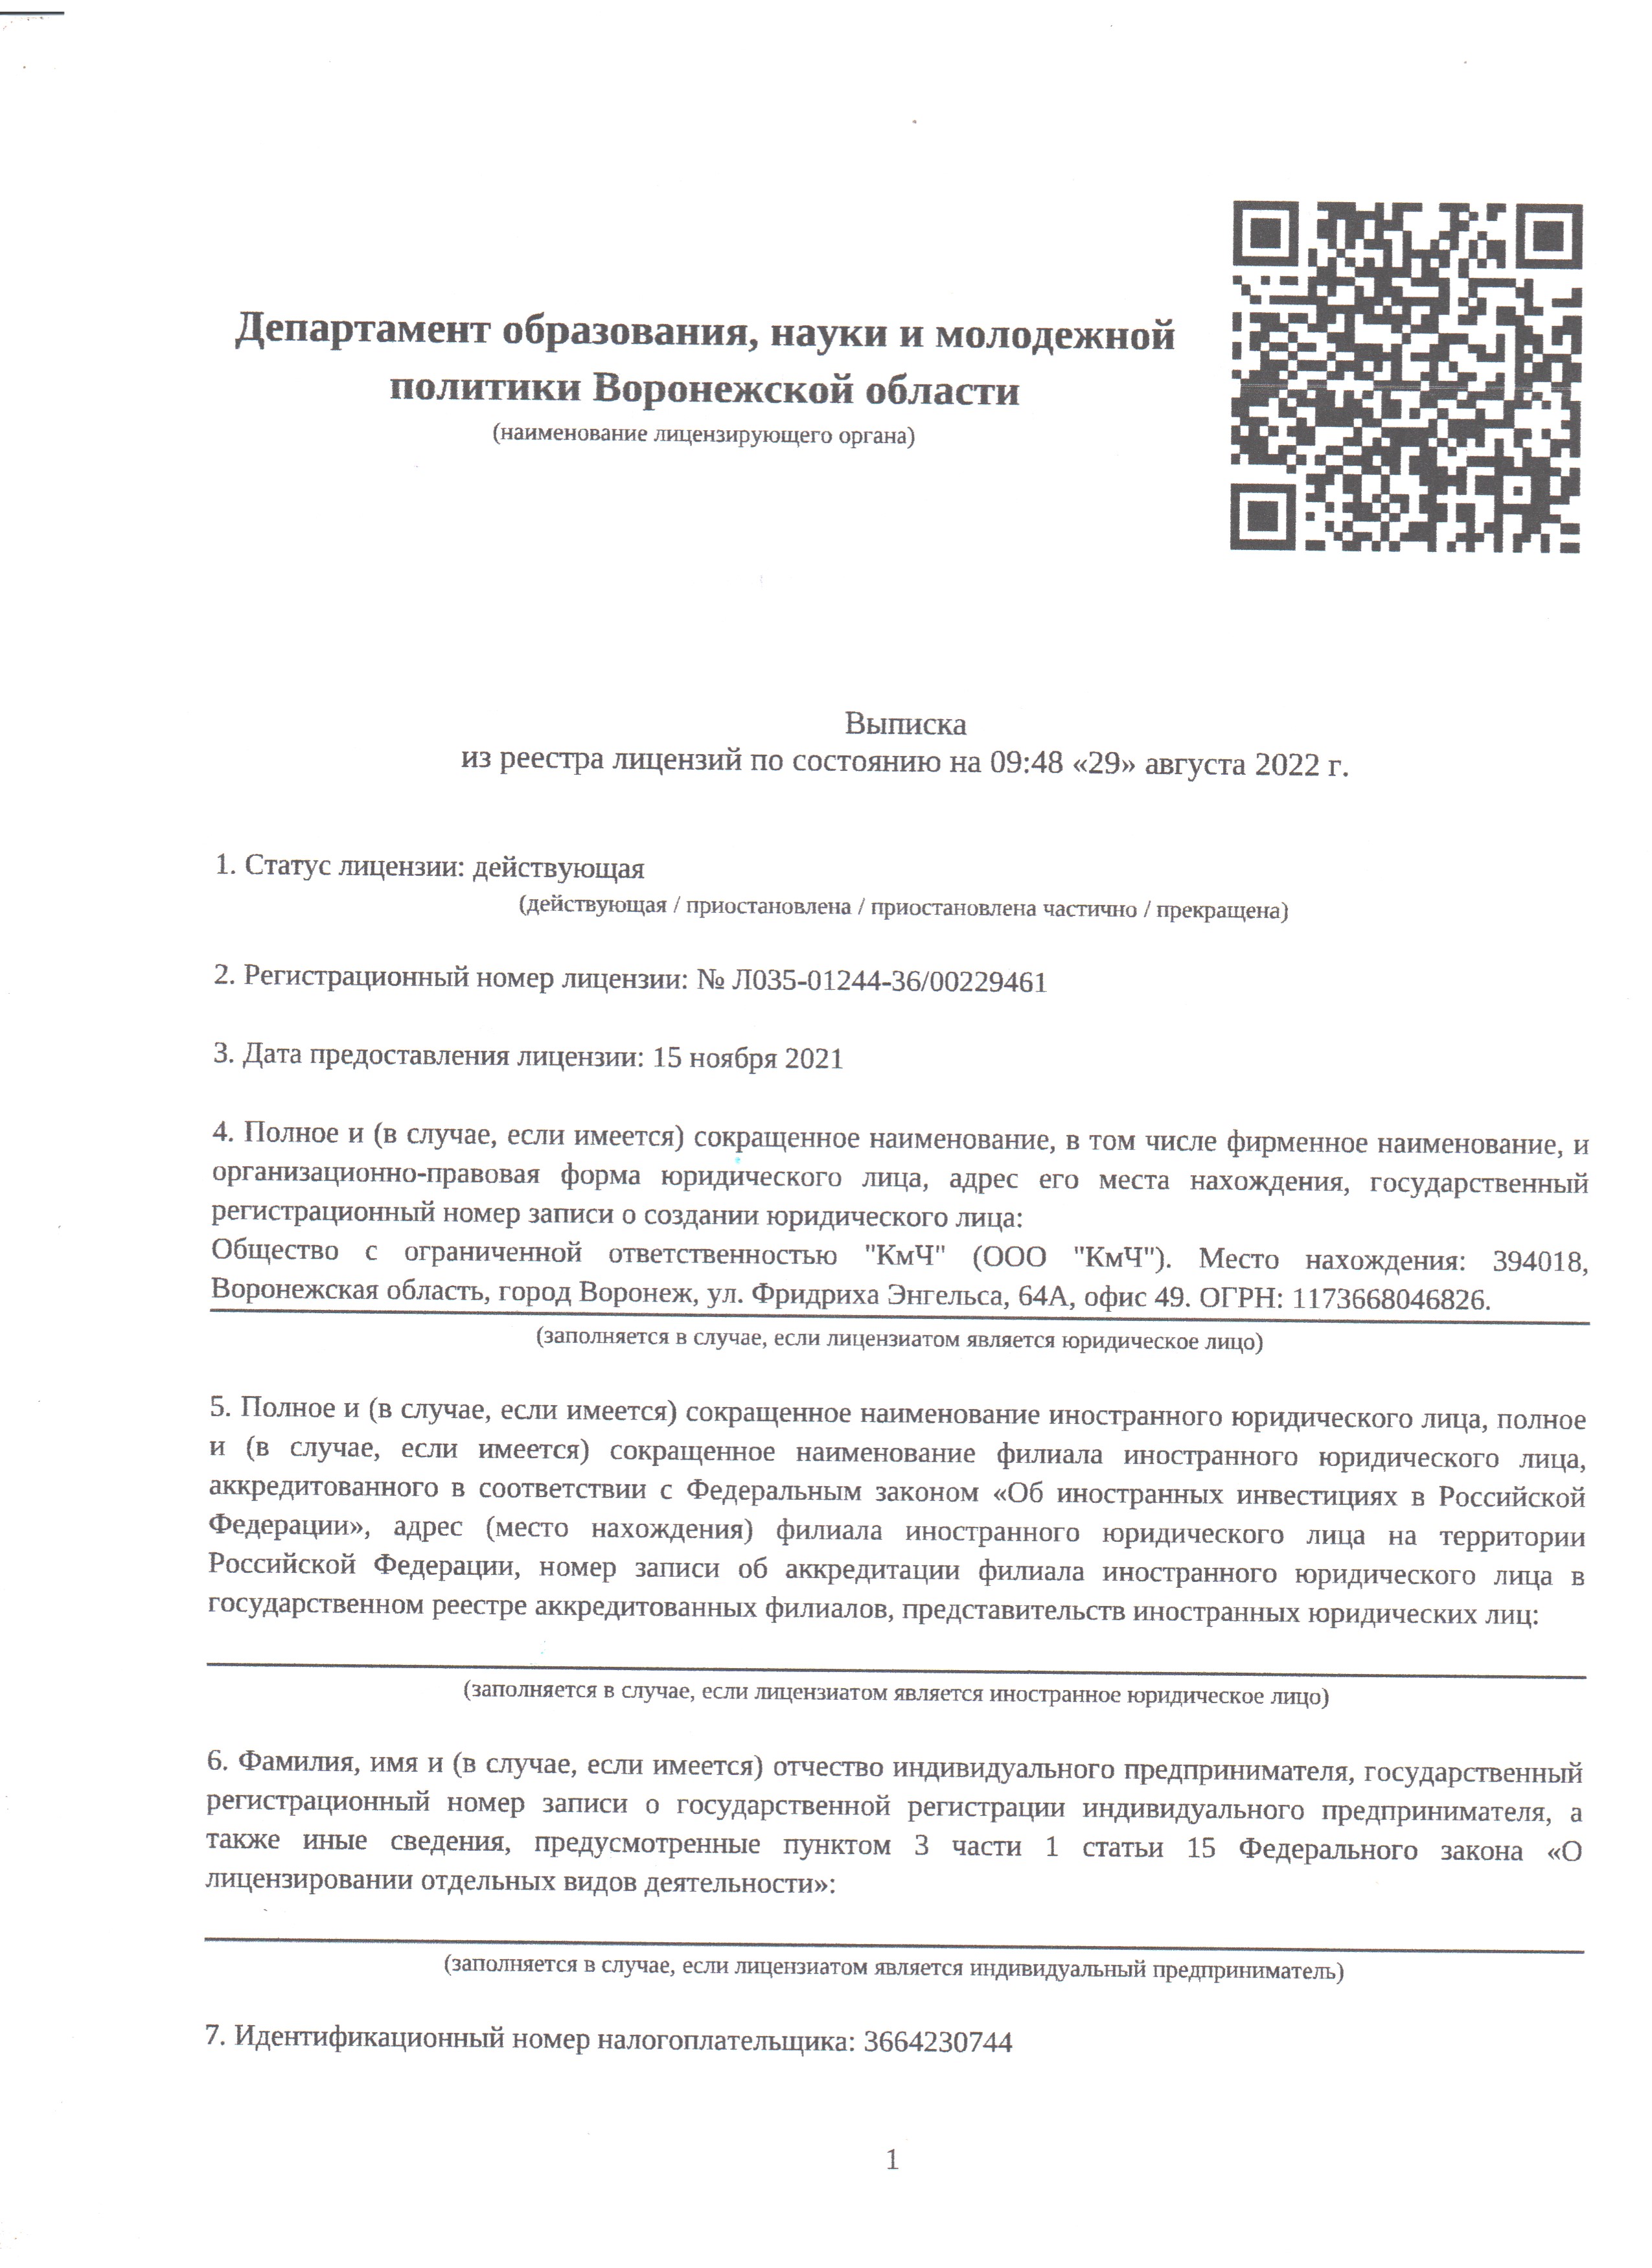 Департамент образования, науки и молодежной
политики Воронежской области
(наименование лицензирующего органа)
Выписка
из реестра лицензий по состоянию на 09:48 «29» августа 2022 г.
1. Статус лицензии: действующая
(действующая / приостановлена / приостановлена частично / прекращена)
2. Регистрационный номер лицензии: № Л035-01244-36/00229461
3. Дата предоставления лицензии: 15 ноября 2021
4. Полное и (в случае, если имеется) сокращенное наименование, в том числе фирменное наименование, и
организационно-правовая форма юридического лица, адрес его места нахождения, государственный
регистрационный номер записи о создании юридического лица:
Общество с ограниченной ответственностью "КмЧ" (ООО "КмЧ"). Место нахождения: 394018,
Воронежская область, город Воронеж, ул. Фридриха Энгельса, 64А, офис 49. ОГРН: 1173668046826.
(заполняется в случае, если лицензиатом является юридическое лицо)
5. Полное и (в случае, если имеется) сокращенное наименование иностранного юридического лица, полное
и (в случае, если имеется) сокращенное наименование филиала иностранного юридического лица,
аккредитованного в соответствии с Федеральным законом «Об иностранных инвестициях в Российской
Федерации», адрес (место нахождения) филиала иностранного юридического лица на территории
Российской Федерации, номер записи об аккредитации филиала иностранного юридического лица в
государственном реестре аккредитованных филиалов, представительств иностранных юридических лиц:
(заполняется в случае, если лицензиатом является иностранное юридическое лицо)
6. Фамилия, имя и (в случае, если имеется) отчество индивидуального предпринимателя, государственный
регистрационный номер записи о государственной регистрации индивидуального предпринимателя, а
также иные сведения, предусмотренные пунктом 3 части 1 статьи 15 Федерального закона «О
лицензировании отдельных видов деятельности»:
(заполняется в случае, если лицензиатом является индивидуальный предприниматель)
7. Идентификационный номер налогоплательщика: 3664230744
1